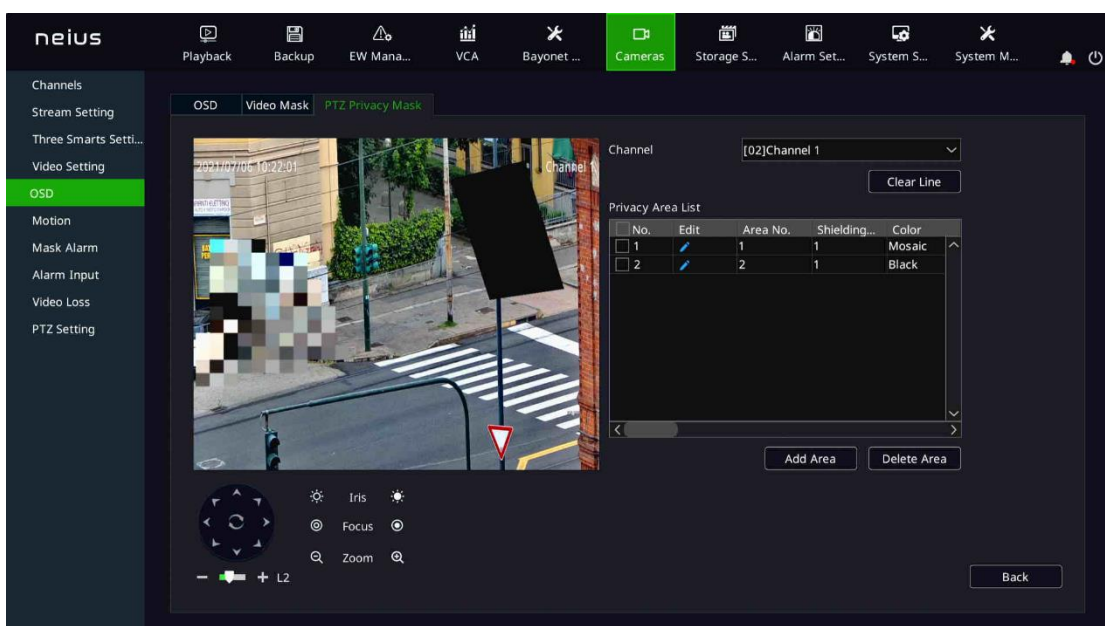 neius
Playback Backup EW Mana... VCA Bayonet ... Cameras Storage S... Alarm Set... System S... System M...
Channels
Stream Setting
Three Smarts Setti...
Video Setting
OSD
Motion
Mask Alarm
Alarm Input
Video Loss
PTZ Setting
OSD Video Mask PTZ Privacy Mask
2021/07/06 10:22:01
Channel 1
Channel [02]Channel 1
Clear Line
Privacy Area List
No. Edit Area No. Shielding... Color
1 1 1 Mosaic
2 2 1 Black
Add Area Delete Area
Iris
Focus
Zoom
L2
Back